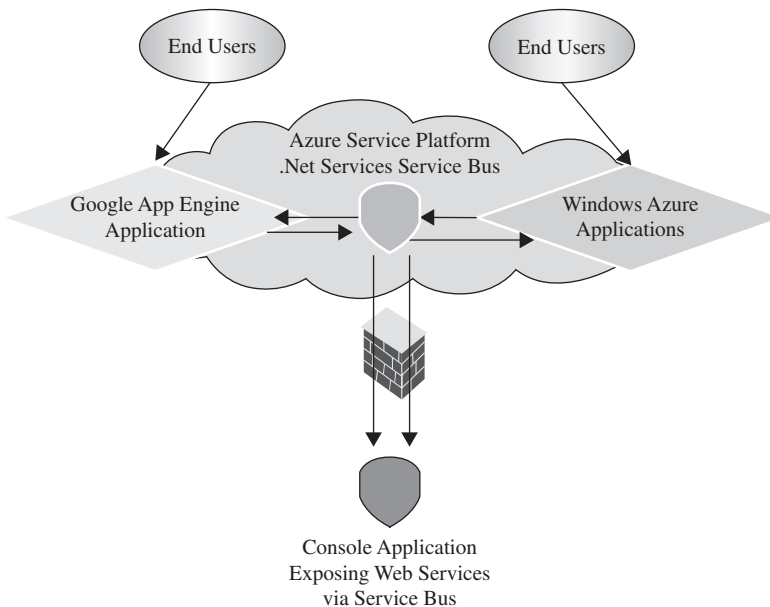 End Users
End Users
Azure Service Platform
.Net Services Service Bus
Google App Engine
Application
Windows Azure
Applications
Console Application
Exposing Web Services
via Service Bus